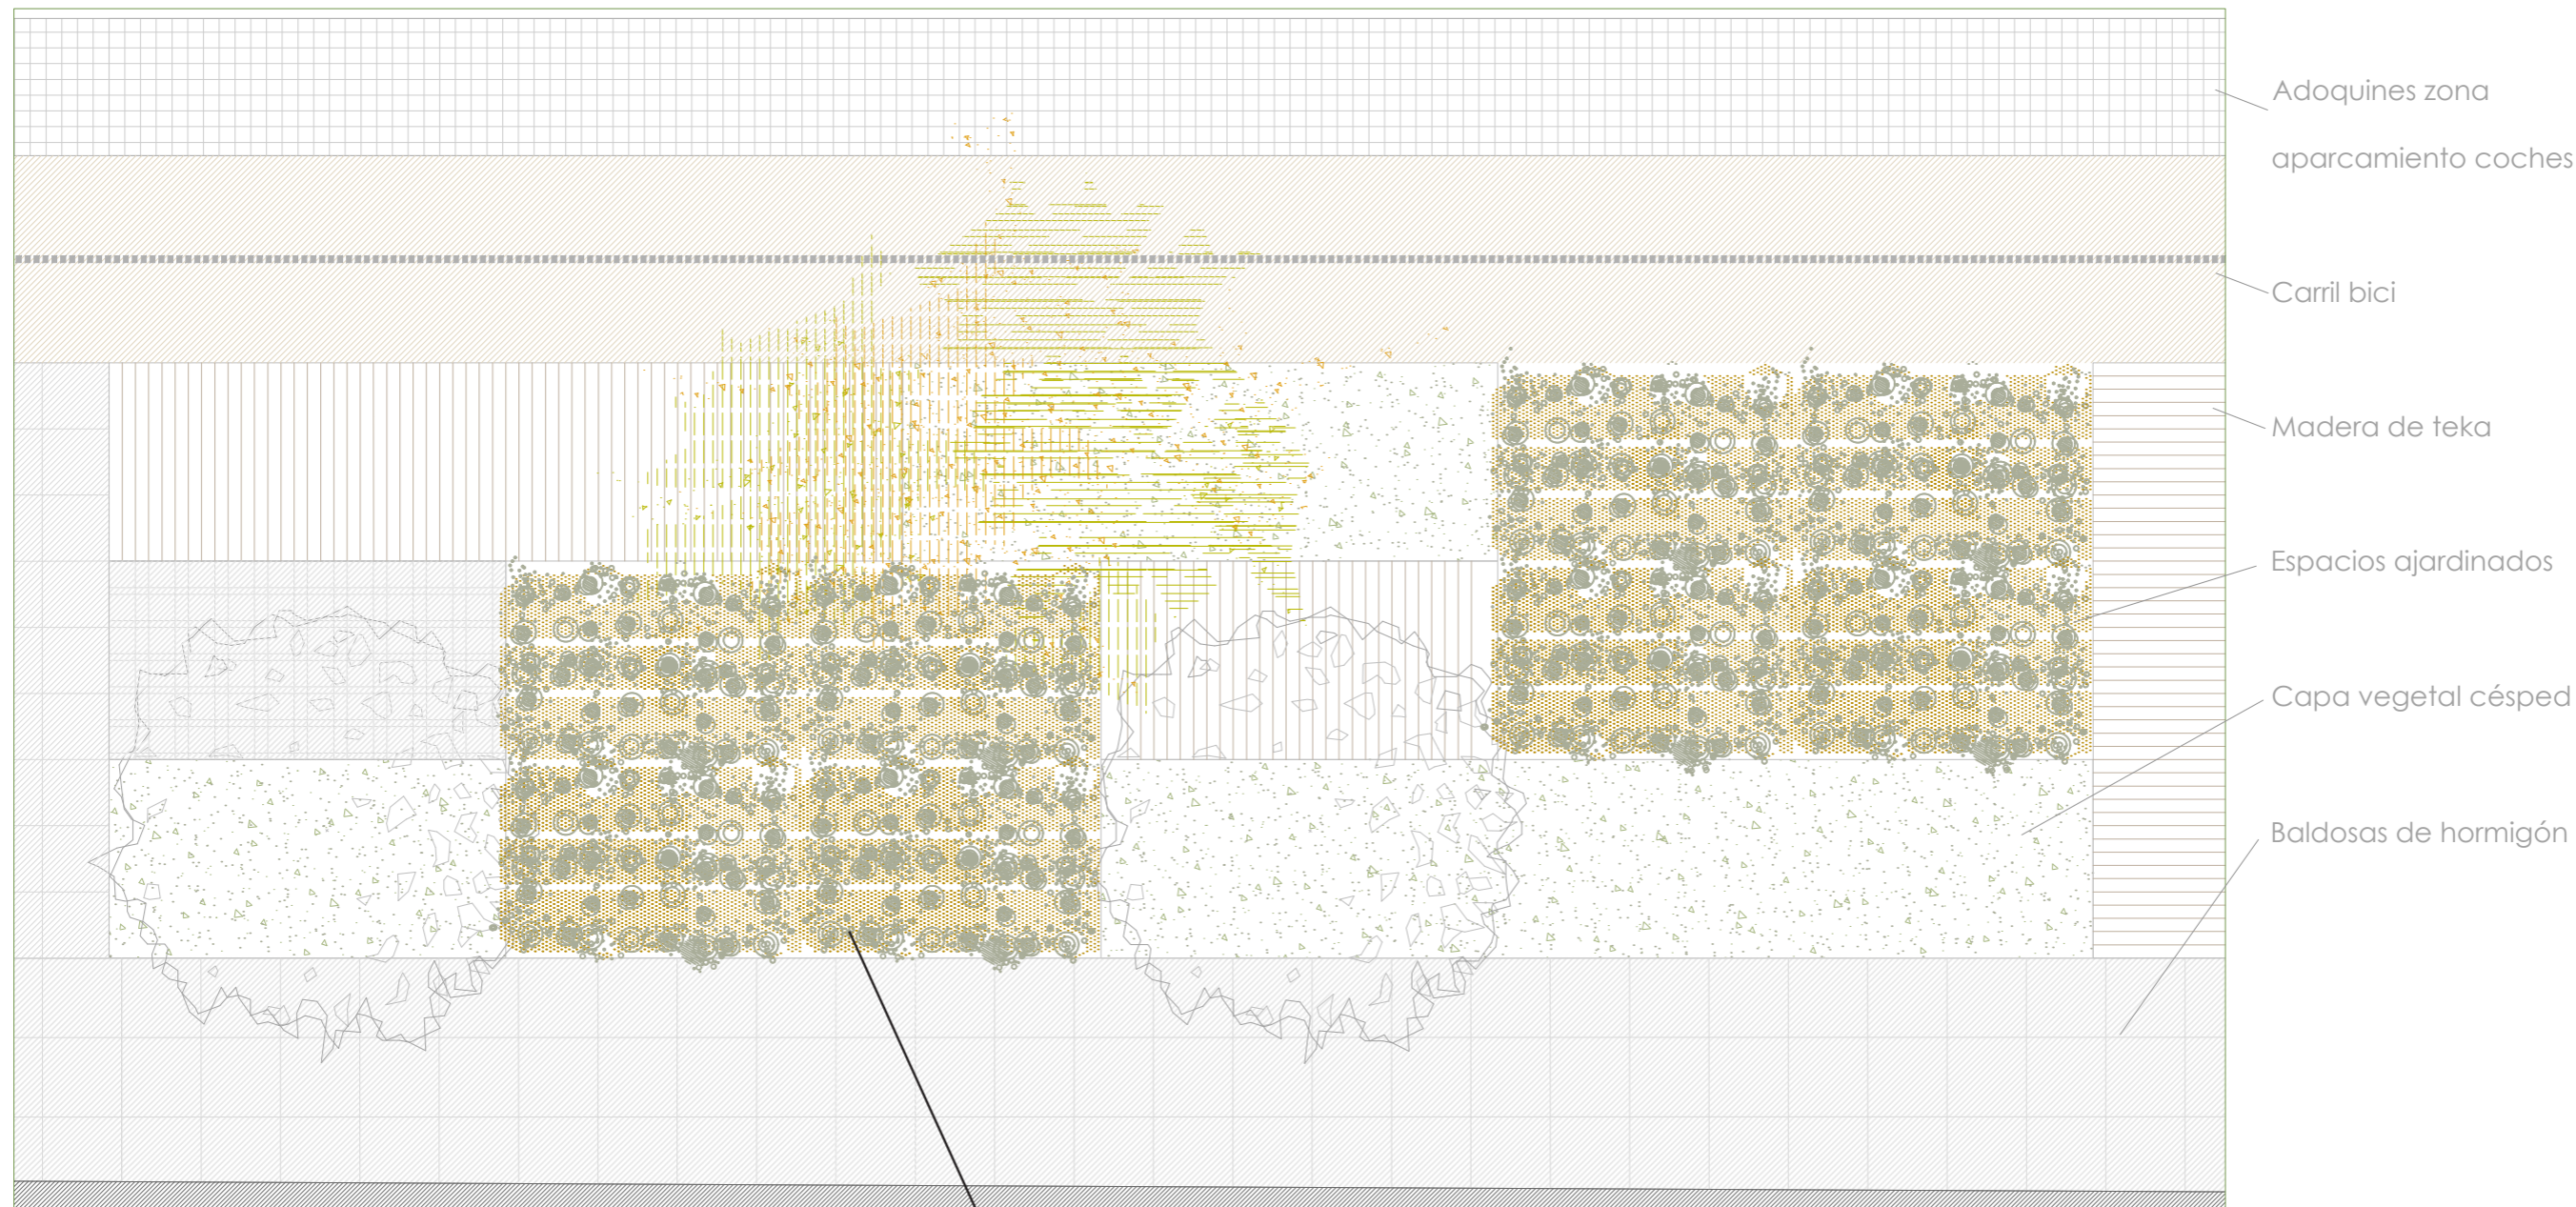 Adoquines zona
aparcamiento coches
Carril bici
Madera de teka
Espacios ajardinados
Capa vegetal césped
Baldosas de hormigón